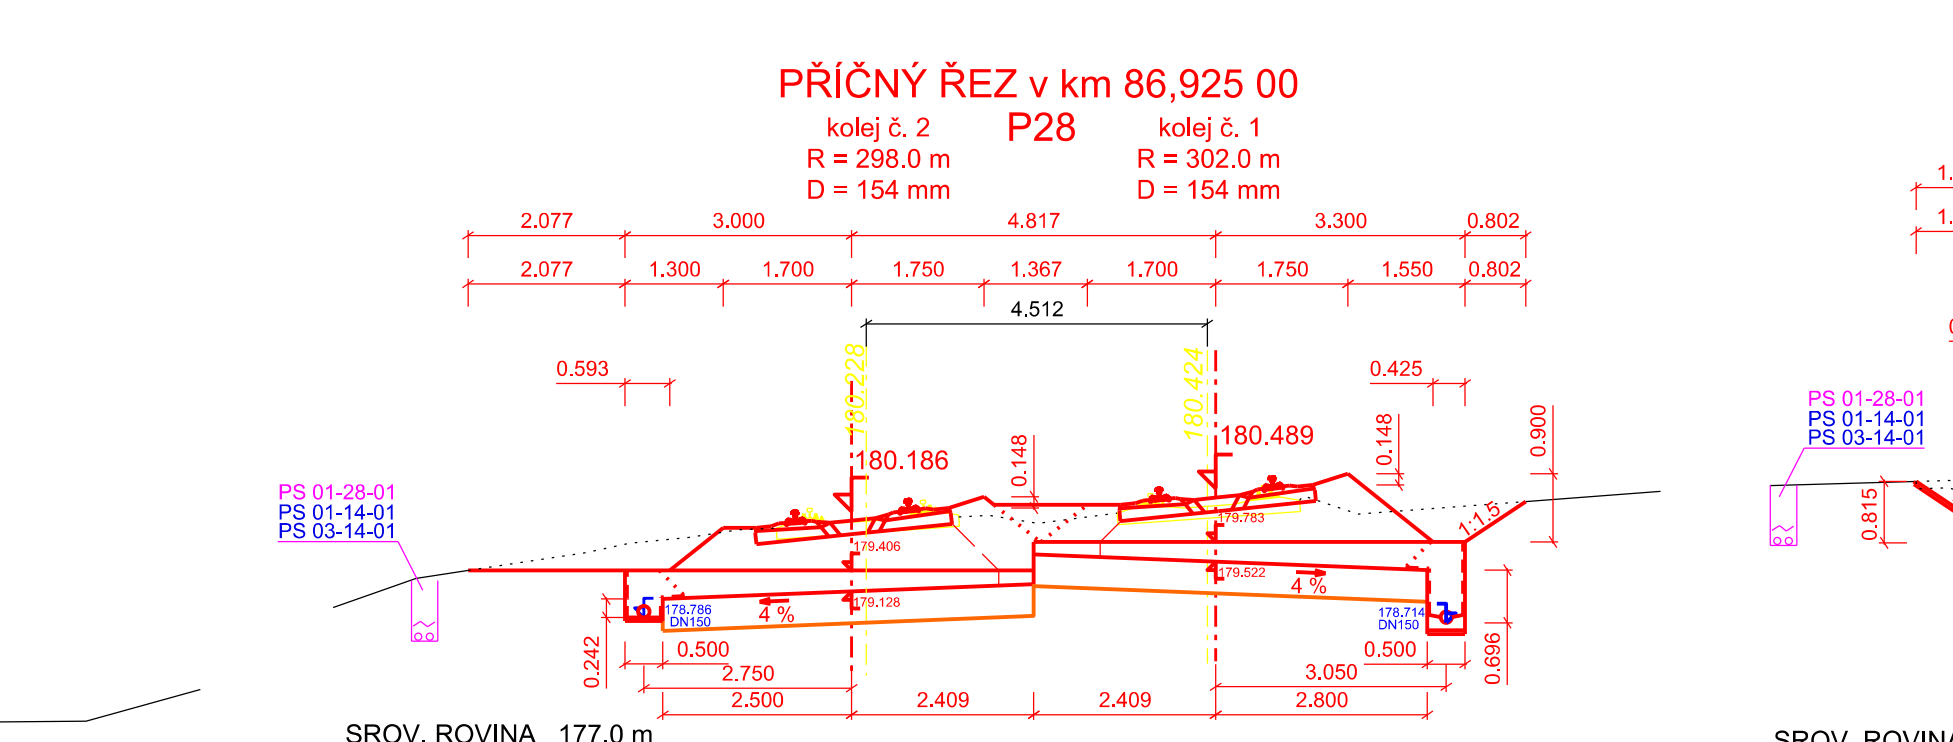 PŘÍČNÝ ŘEZ v km 86,925 00
P28
kolej č. 2
R = 298.0 m
D = 154 mm
kolej č. 1
R = 302.0 m
D = 154 mm
2.077 3.000 4.817 3.300 0.802
2.077 1.300 1.700 1.750 1.367 1.700 1.750 1.550 0.802
4.512
0.593
180.228
180.424
0.425
180.186
0.148
180.489
0.148
0.900
PS 01-28-01
PS 01-14-01
PS 03-14-01
179.406
179.783
1:1.5
179.128
179.522
4 %
4 %
178.786
DN150
178.714
DN150
0.242
0.500
0.500
0.696
2.750
3.050
2.500 2.409 2.409 2.800
SROV. ROVINA 177.0 m
1.
1.
0
PS 01-28-01
PS 01-14-01
PS 03-14-01
0.815
SROV. ROVINA